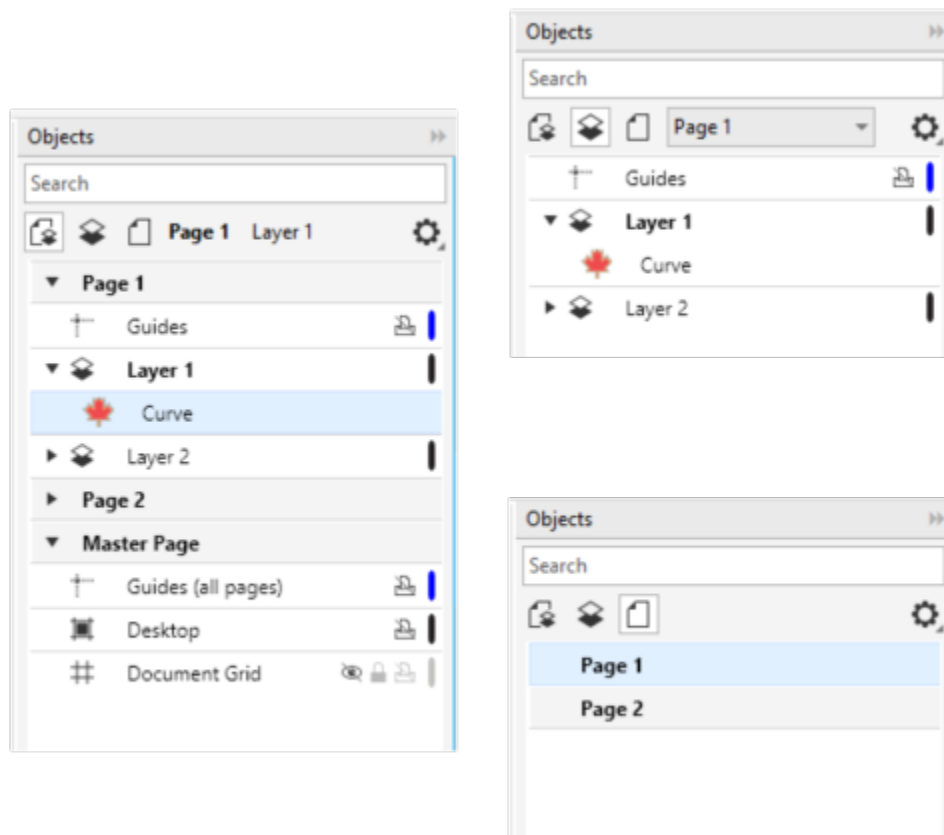 Objects
Search
Page 1 Layer 1
Page 1
Guides
Layer 1
Curve
Layer 2
Page 2
Master Page
Guides (all pages)
Desktop
Document Grid
Objects
Search
Page 1
Guides
Layer 1
Curve
Layer 2
Objects
Search
Page 1
Page 2